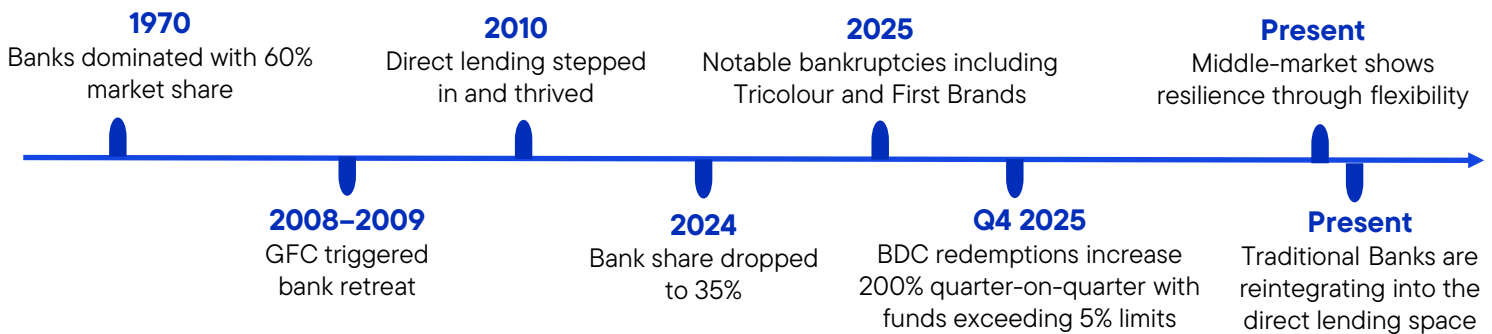 1970
Banks dominated with 60%
market share
2008–2009
GFC triggered
bank retreat
2010
Direct lending stepped
in and thrived
2024
Bank share dropped
to 35%
2025
Notable bankruptcies including
Tricolour and First Brands
Q4 2025
BDC redemptions increase
200% quarter-on-quarter with
funds exceeding 5% limits
Present
Middle-market shows
resilience through flexibility
Present
Traditional Banks are
reintegrating into the
direct lending space